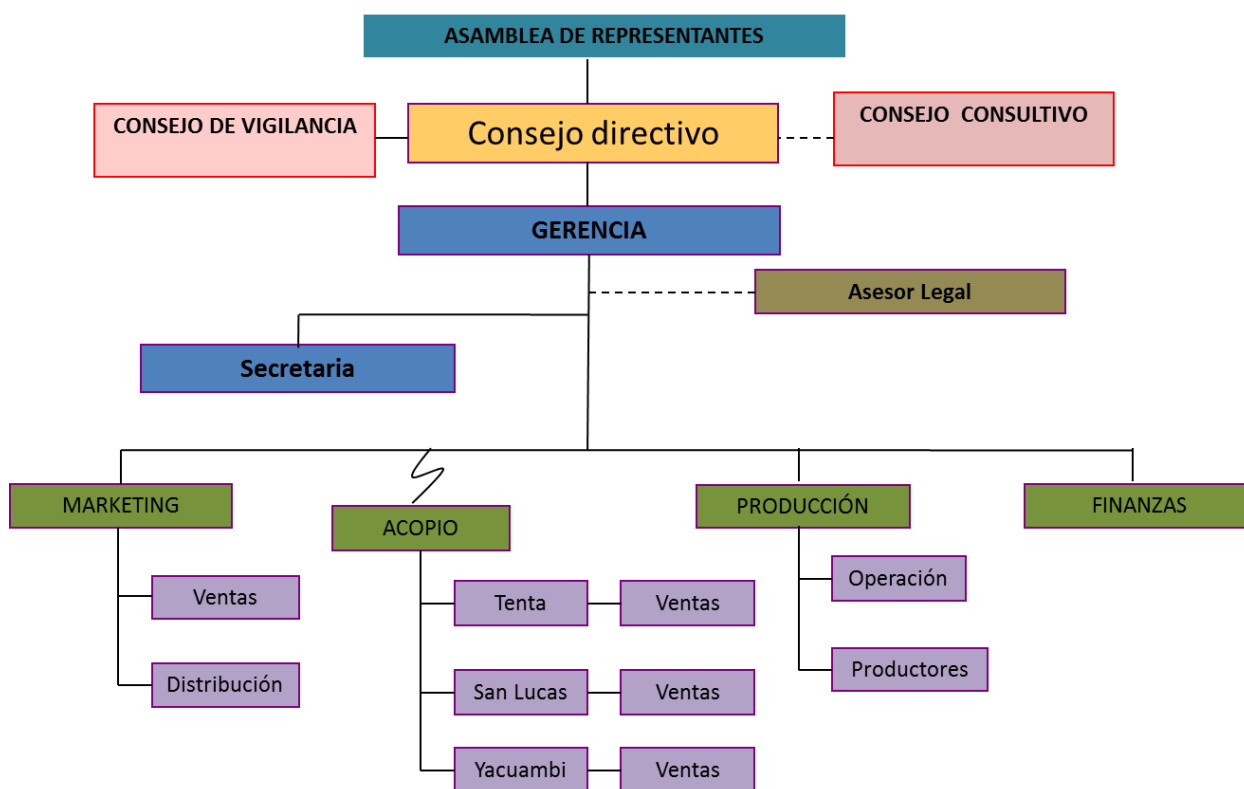 ASAMBLEA DE REPRESENTANTES
CONSEJO DE VIGILANCIA
Consejo directivo
CONSEJO CONSULTIVO
GERENCIA
Asesor Legal
Secretaria
MARKETING
ACOPIO
PRODUCCIÓN
FINANZAS
Ventas
Distribución
Tenta
Ventas
San Lucas
Ventas
Yacuambi
Ventas
Operación
Productores